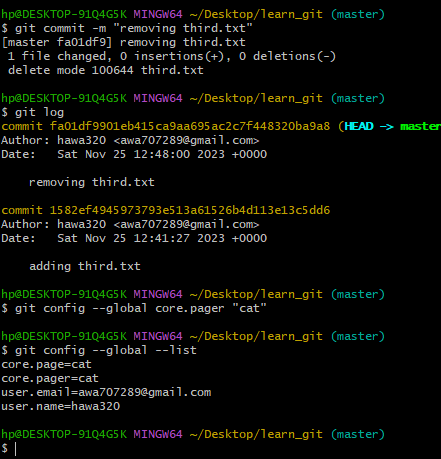 hp@DESKTOP-91Q4G5K MINGW64 ~/Desktop/learn_git (master)
$ git commit -m "removing third.txt"
[master fa01df9] removing third.txt
 1 file changed, 0 insertions(+), 0 deletions(-)
 delete mode 100644 third.txt

hp@DESKTOP-91Q4G5K MINGW64 ~/Desktop/learn_git (master)
$ git log
commit fa01df9901eb415ca9aa695ac2c7f448320ba9a8 (HEAD -> master
Author: hawa320 <awa707289@gmail.com>
Date:   Sat Nov 25 12:48:00 2023 +0000

    removing third.txt

commit 1582ef4945973793e513a61526b4d113e13c5dd6
Author: hawa320 <awa707289@gmail.com>
Date:   Sat Nov 25 12:41:27 2023 +0000

    adding third.txt

hp@DESKTOP-91Q4G5K MINGW64 ~/Desktop/learn_git (master)
$ git config --global core.pager "cat"

hp@DESKTOP-91Q4G5K MINGW64 ~/Desktop/learn_git (master)
$ git config --global --list
core.page=cat
core.pager=cat
user.email=awa707289@gmail.com
user.name=hawa320

hp@DESKTOP-91Q4G5K MINGW64 ~/Desktop/learn_git (master)
$